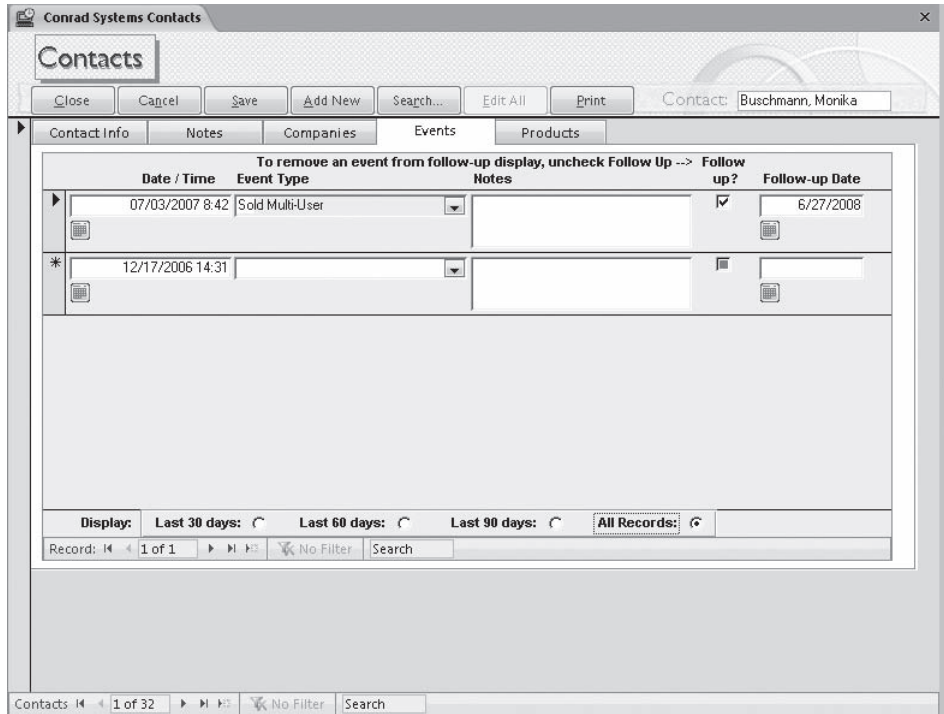 Conrad Systems Contacts
Contacts
Close Cancel Save Add New Search... Edit All Print Contact: Buschmann, Monika
Contact Info Notes Companies Events Products
To remove an event from follow-up display, uncheck Follow Up --> Follow
Date / Time Event Type Notes up? Follow-up Date
07/03/2007 8:42 Sold Multi-User 6/27/2008
12/17/2006 14:31
Display: Last 30 days: Last 60 days: Last 90 days: All Records:
Record: 1 of 1 No Filter Search
Contacts 1 of 32 No Filter Search